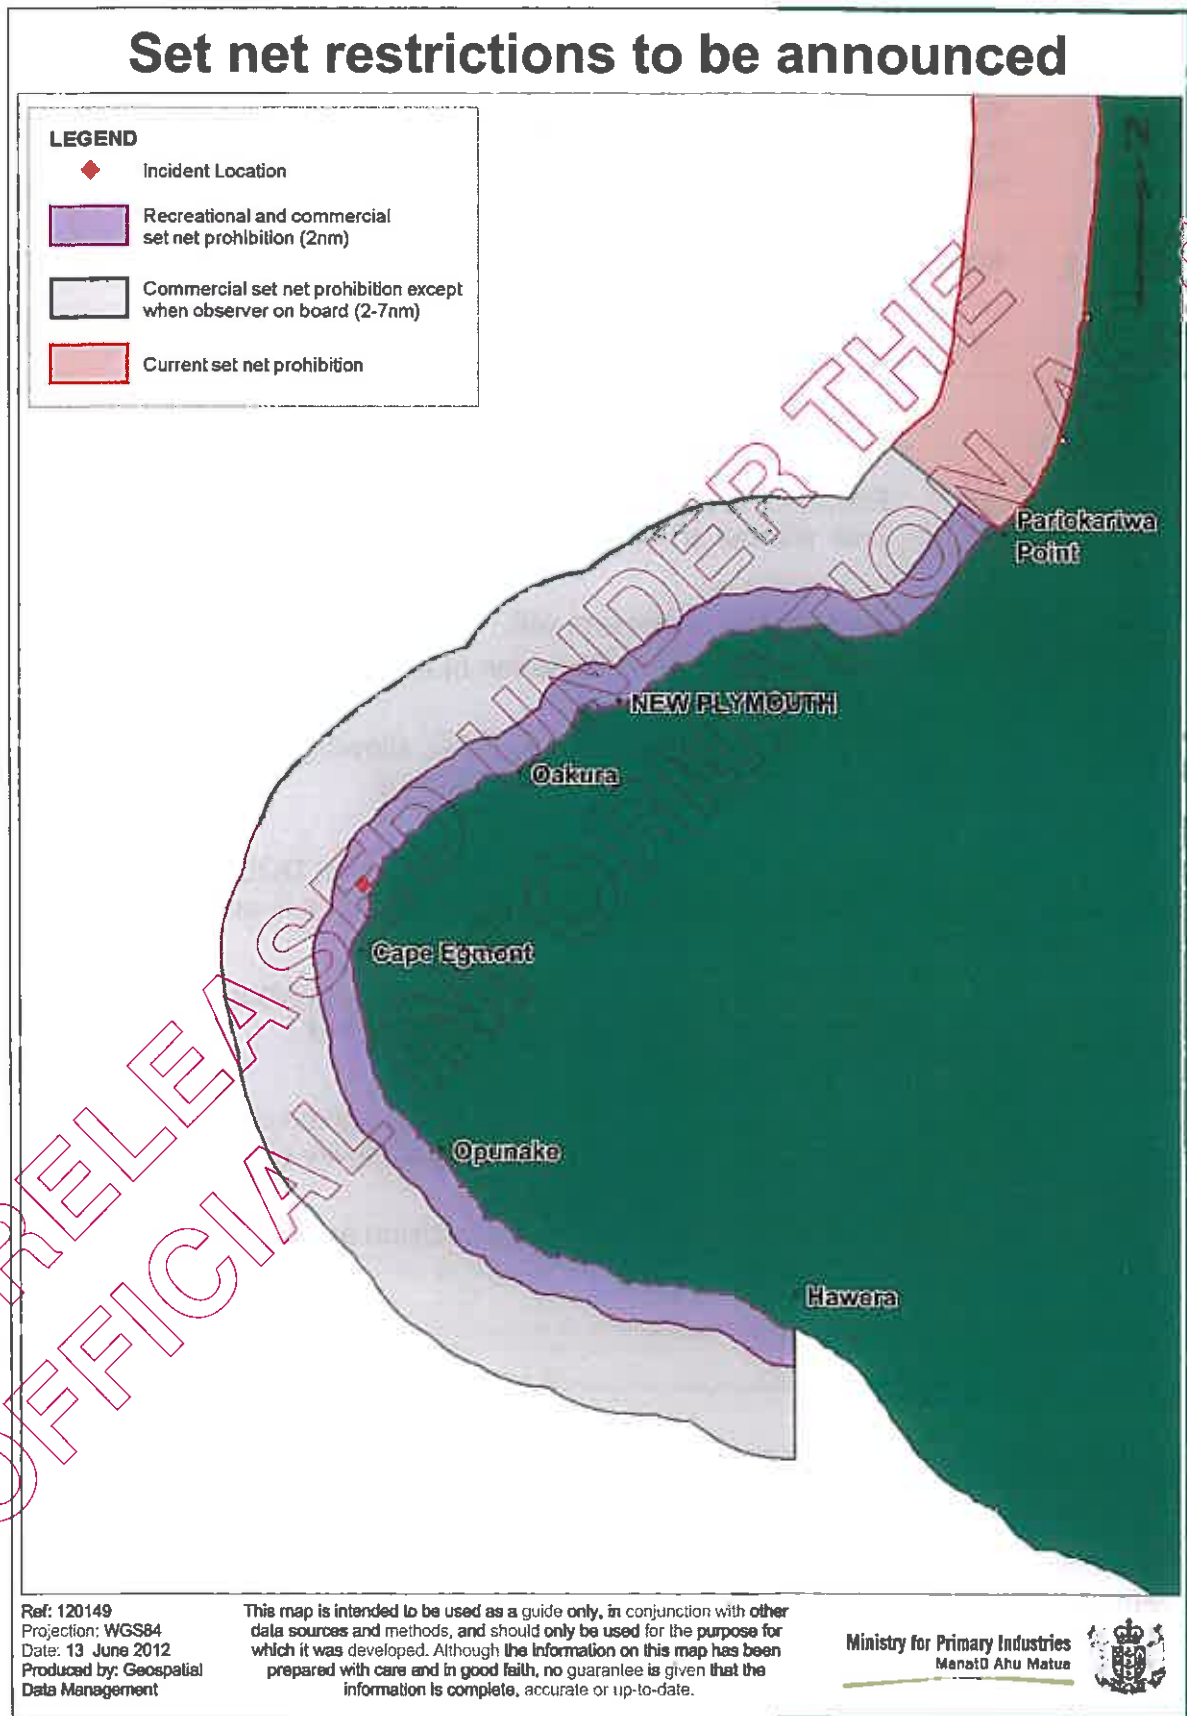 Set net restrictions to be announced
LEGEND
Incident Location
Recreational and commercial
set net prohibition (2nm)
Commercial set net prohibition except
when observer on board (2-7nm)
Current set net prohibition
Pariokariwa
Point
NEW PLYMOUTH
Oakura
Cape Egmont
Opunake
Hawera
RELEASED UNDER THE
OFFICIAL INFORMATION A
Ref: 120149
Projection: WGS84
Date: 13 June 2012
Produced by: Geospatial
Data Management
This map is intended to be used as a guide only, in conjunction with other
data sources and methods, and should only be used for the purpose for
which it was developed. Although the information on this map has been
prepared with care and in good faith, no guarantee is given that the
information is complete, accurate or up-to-date.
Ministry for Primary Industries
Manatū Ahu Matua